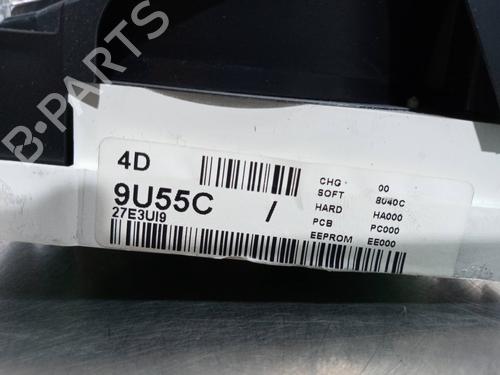 B-PARTS
4D
9U55C /
27E3UI9
CHG 00
SOFT 8040C
HARD HA000
PCB PC000
EEPROM EE000